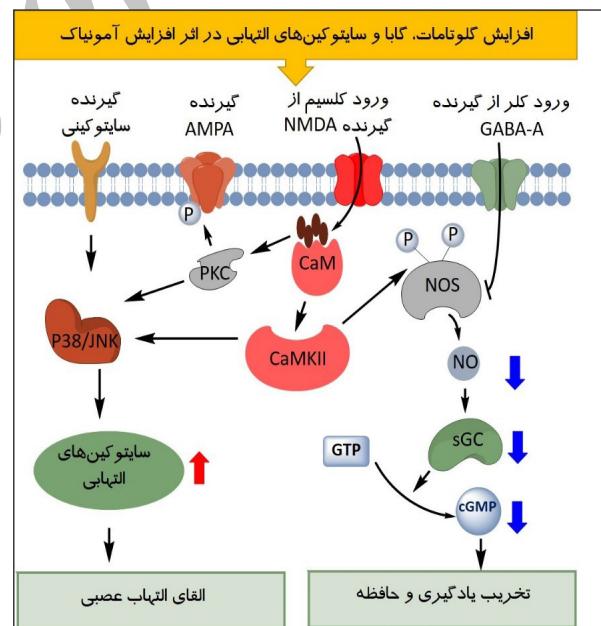 افزایش گلوتامات، گابا و سایتوکین‌های التهابی در اثر افزایش آمونیاک
گیرنده
سایتوکینی
گیرنده
AMPA
ورود کلسیم از
گیرنده NMDA
ورود کلر از گیرنده
GABA-A
P
PKC
CaM
P
P
NOS
P38/JNK
CaMKII
NO
سایتوکین‌های
التهابی
GTP
sGC
cGMP
القای التهاب عصبی
تخریب یادگیری و حافظه